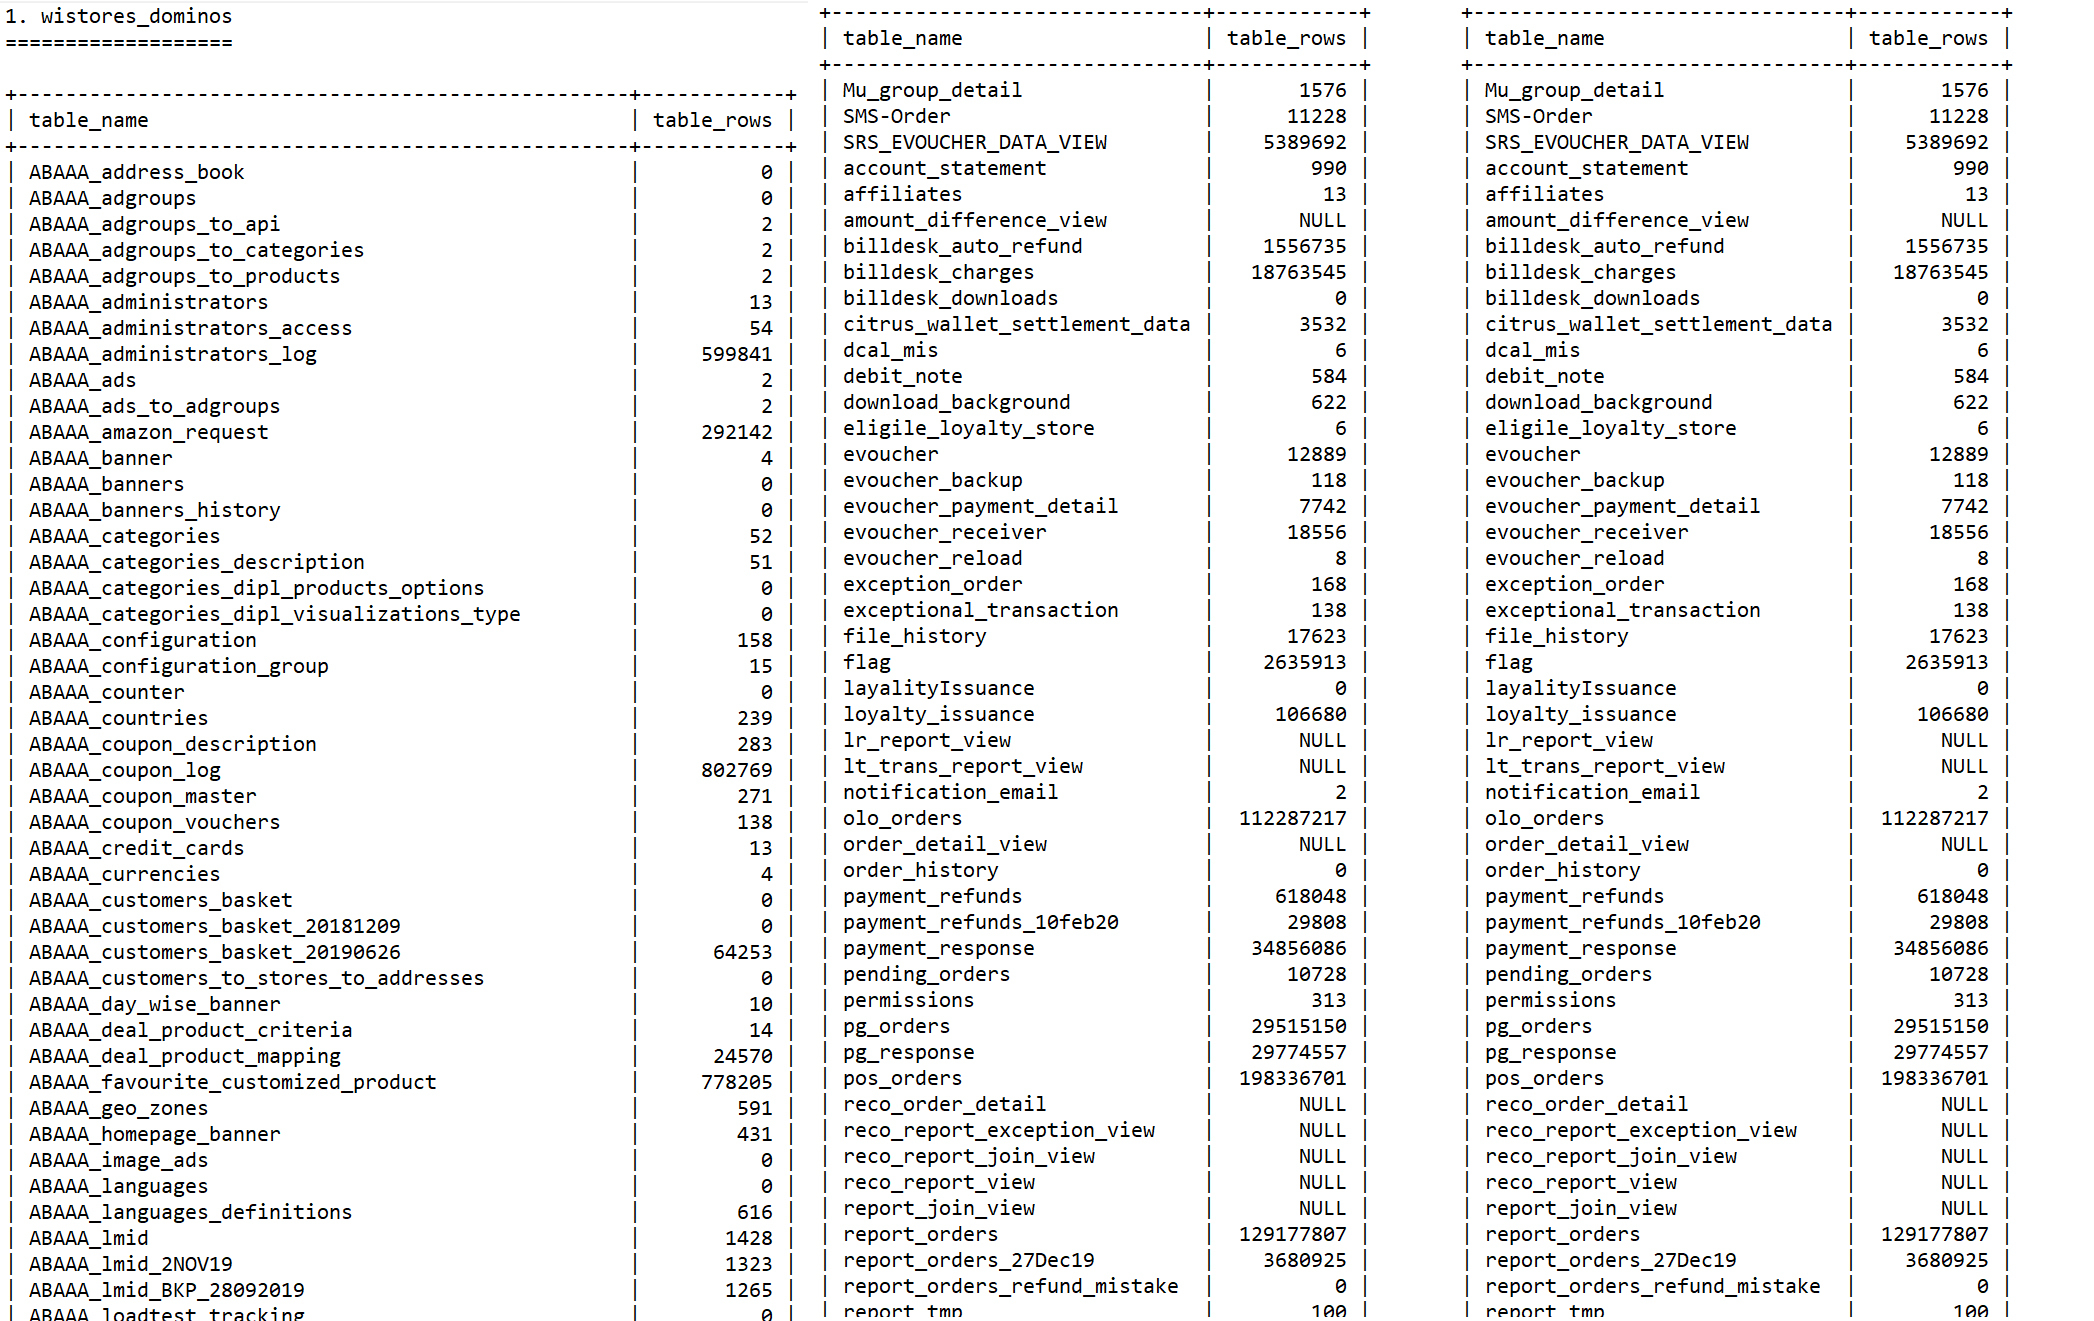 1. wistores_dominos
===================
+---------------------------------------------------+------------+
| table_name | table_rows |
+---------------------------------------------------+------------+
| ABAAA_address_book | 0 |
| ABAAA_adgroups | 0 |
| ABAAA_adgroups_to_api | 2 |
| ABAAA_adgroups_to_categories | 2 |
| ABAAA_adgroups_to_products | 2 |
| ABAAA_administrators | 13 |
| ABAAA_administrators_access | 54 |
| ABAAA_administrators_log | 599841 |
| ABAAA_ads | 2 |
| ABAAA_ads_to_adgroups | 2 |
| ABAAA_amazon_request | 292142 |
| ABAAA_banner | 4 |
| ABAAA_banners | 0 |
| ABAAA_banners_history | 0 |
| ABAAA_categories | 52 |
| ABAAA_categories_description | 51 |
| ABAAA_categories_dipl_products_options | 0 |
| ABAAA_categories_dipl_visualizations_type | 0 |
| ABAAA_configuration | 158 |
| ABAAA_configuration_group | 15 |
| ABAAA_counter | 0 |
| ABAAA_countries | 239 |
| ABAAA_coupon_description | 283 |
| ABAAA_coupon_log | 802769 |
| ABAAA_coupon_master | 271 |
| ABAAA_coupon_vouchers | 138 |
| ABAAA_credit_cards | 13 |
| ABAAA_currencies | 4 |
| ABAAA_customers_basket | 0 |
| ABAAA_customers_basket_20181209 | 0 |
| ABAAA_customers_basket_20190626 | 64253 |
| ABAAA_customers_to_stores_to_addresses | 0 |
| ABAAA_day_wise_banner | 10 |
| ABAAA_deal_product_criteria | 14 |
| ABAAA_deal_product_mapping | 24570 |
| ABAAA_favourite_customized_product | 778205 |
| ABAAA_geo_zones | 591 |
| ABAAA_homepage_banner | 431 |
| ABAAA_image_ads | 0 |
| ABAAA_languages | 0 |
| ABAAA_languages_definitions | 616 |
| ABAAA_lmid | 1428 |
| ABAAA_lmid_2NOV19 | 1323 |
| ABAAA_lmid_BKP_28092019 | 1265 |
| ABAAA_loadtest_tracking | 0 |
+-------------------------------+------------+
| table_name | table_rows |
+-------------------------------+------------+
| Mu_group_detail | 1576 |
| SMS-Order | 11228 |
| SRS_EVOUCHER_DATA_VIEW | 5389692 |
| account_statement | 990 |
| affiliates | 13 |
| amount_difference_view | NULL |
| billdesk_auto_refund | 1556735 |
| billdesk_charges | 18763545 |
| billdesk_downloads | 0 |
| citrus_wallet_settlement_data | 3532 |
| dcal_mis | 6 |
| debit_note | 584 |
| download_background | 622 |
| eligile_loyalty_store | 6 |
| evoucher | 12889 |
| evoucher_backup | 118 |
| evoucher_payment_detail | 7742 |
| evoucher_receiver | 18556 |
| evoucher_reload | 8 |
| exception_order | 168 |
| exceptional_transaction | 138 |
| file_history | 17623 |
| flag | 2635913 |
| layalityIssuance | 0 |
| loyalty_issuance | 106680 |
| lr_report_view | NULL |
| lt_trans_report_view | NULL |
| notification_email | 2 |
| olo_orders | 112287217 |
| order_detail_view | NULL |
| order_history | 0 |
| payment_refunds | 618048 |
| payment_refunds_10feb20 | 29808 |
| payment_response | 34856086 |
| pending_orders | 10728 |
| permissions | 313 |
| pg_orders | 29515150 |
| pg_response | 29774557 |
| pos_orders | 198336701 |
| reco_order_detail | NULL |
| reco_report_exception_view | NULL |
| reco_report_join_view | NULL |
| reco_report_view | NULL |
| report_join_view | NULL |
| report_orders | 129177807 |
| report_orders_27Dec19 | 3680925 |
| report_orders_refund_mistake | 0 |
| report_tmp | 100 |
+-------------------------------+------------+
| table_name | table_rows |
+-------------------------------+------------+
| Mu_group_detail | 1576 |
| SMS-Order | 11228 |
| SRS_EVOUCHER_DATA_VIEW | 5389692 |
| account_statement | 990 |
| affiliates | 13 |
| amount_difference_view | NULL |
| billdesk_auto_refund | 1556735 |
| billdesk_charges | 18763545 |
| billdesk_downloads | 0 |
| citrus_wallet_settlement_data | 3532 |
| dcal_mis | 6 |
| debit_note | 584 |
| download_background | 622 |
| eligile_loyalty_store | 6 |
| evoucher | 12889 |
| evoucher_backup | 118 |
| evoucher_payment_detail | 7742 |
| evoucher_receiver | 18556 |
| evoucher_reload | 8 |
| exception_order | 168 |
| exceptional_transaction | 138 |
| file_history | 17623 |
| flag | 2635913 |
| layalityIssuance | 0 |
| loyalty_issuance | 106680 |
| lr_report_view | NULL |
| lt_trans_report_view | NULL |
| notification_email | 2 |
| olo_orders | 112287217 |
| order_detail_view | NULL |
| order_history | 0 |
| payment_refunds | 618048 |
| payment_refunds_10feb20 | 29808 |
| payment_response | 34856086 |
| pending_orders | 10728 |
| permissions | 313 |
| pg_orders | 29515150 |
| pg_response | 29774557 |
| pos_orders | 198336701 |
| reco_order_detail | NULL |
| reco_report_exception_view | NULL |
| reco_report_join_view | NULL |
| reco_report_view | NULL |
| report_join_view | NULL |
| report_orders | 129177807 |
| report_orders_27Dec19 | 3680925 |
| report_orders_refund_mistake | 0 |
| report_tmp | 100 |